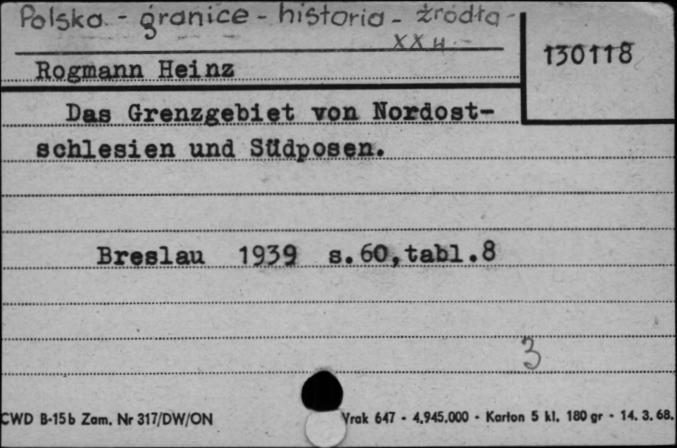 Polska - granice - historia - źródła -
XX w.-
130118
Rogmann Heinz
Das Grenzgebiet von Nordost-
schlesien und Südposen.
Breslau 1939 s.60,tabl.8
3
CWD B-15b Zam. Nr 317/DW/ON
Vrak 647 - 4.945.000 - Karton 5 kl. 180 gr - 14. 3. 68.